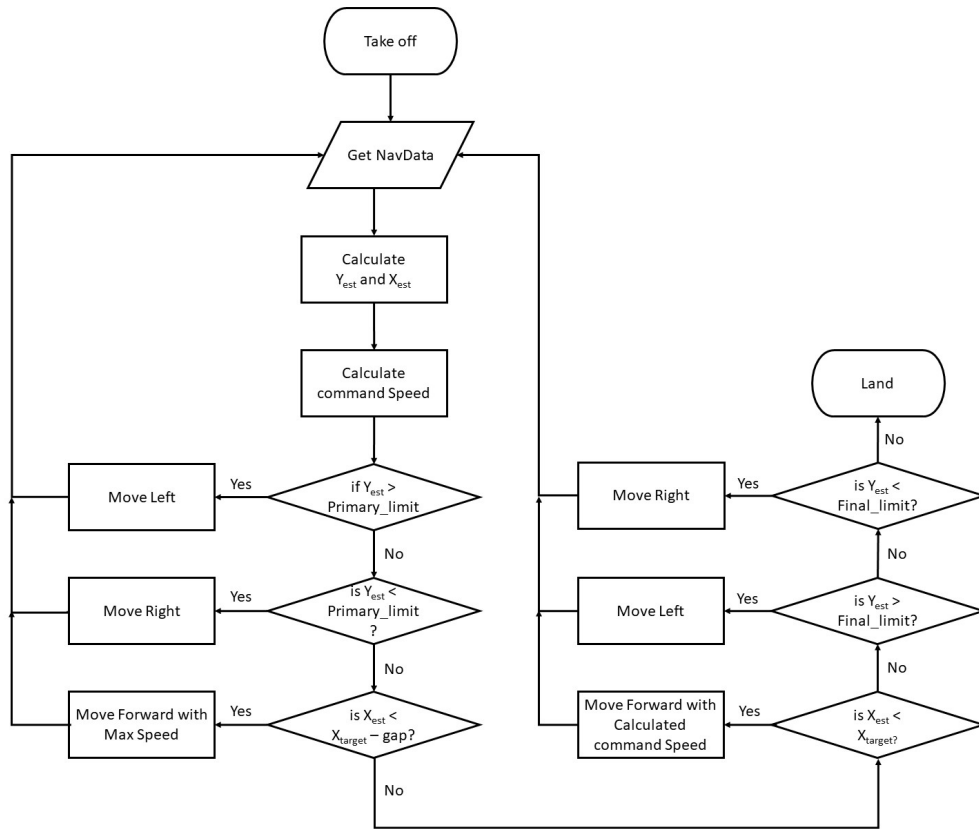 Take off
Get NavData
Calculate
Yest and Xest
Calculate
command Speed
if Yest >
Primary_limit
Yes
Move Left
No
is Yest <
Primary_limit
?
Yes
Move Right
No
is Xest <
Xtarget – gap?
Yes
Move Forward with
Max Speed
No
is Xest <
Xtarget?
Yes
Move Forward with
Calculated
command Speed
No
is Yest >
Final_limit?
Yes
Move Left
No
is Yest <
Final_limit?
Yes
Move Right
No
Land